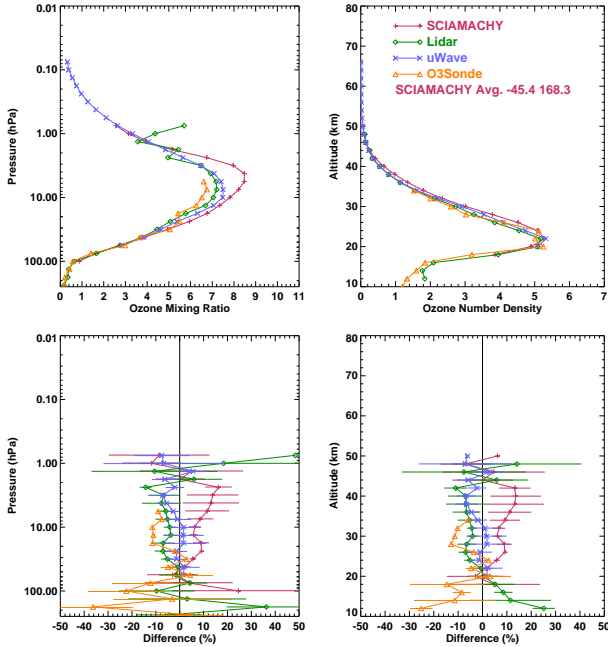 0.01
0.10
1.00
10.00
100.00
Pressure (hPa)
0 1 2 3 4 5 6 7 8 9 10 11
Ozone Mixing Ratio
80
70
60
50
40
30
20
10
Altitude (km)
0 1 2 3 4 5 6 7
Ozone Number Density
SCIAMACHY
Lidar
uWave
O3Sonde
SCIAMACHY Avg. -45.4 168.3
0.01
0.10
1.00
10.00
100.00
Pressure (hPa)
-50 -40 -30 -20 -10 0 10 20 30 40 50
Difference (%)
80
70
60
50
40
30
20
10
Altitude (km)
-50 -40 -30 -20 -10 0 10 20 30 40 50
Difference (%)